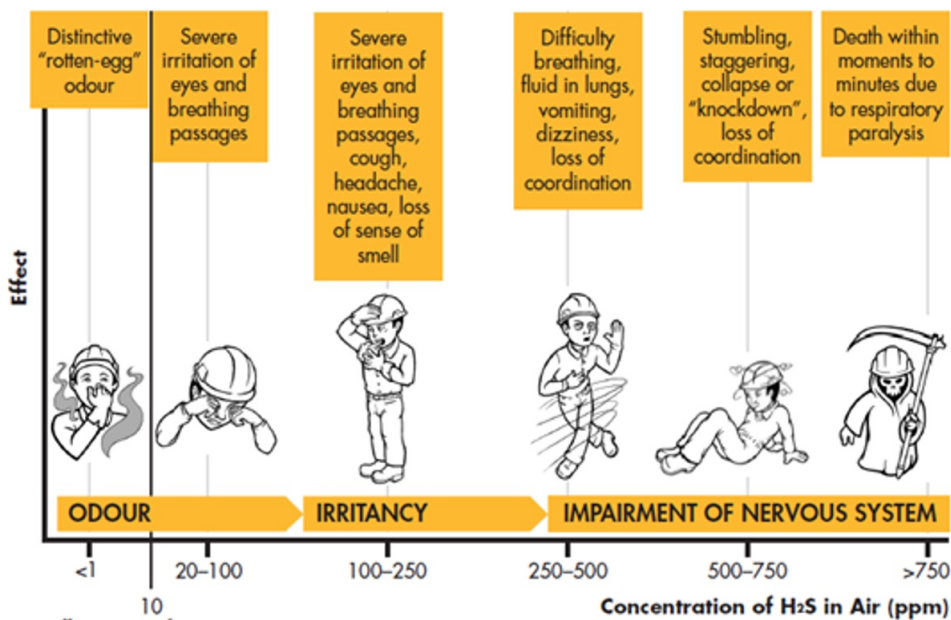 Distinctive
“rotten-egg”
odour
Severe
irritation of
eyes and
breathing
passages
Severe
irritation of
eyes and
breathing
passages,
cough,
headache,
nausea, loss
of sense of
smell
Difficulty
breathing,
fluid in lungs,
vomiting,
dizziness,
loss of
coordination
Stumbling,
staggering,
collapse or
“knockdown”,
loss of
coordination
Death within
moments to
minutes due
to respiratory
paralysis
Effect
ODOUR
IRRITANCY
IMPAIRMENT OF NERVOUS SYSTEM
<1
20–100
100–250
250–500
500–750
>750
10
Concentration of H2S in Air (ppm)